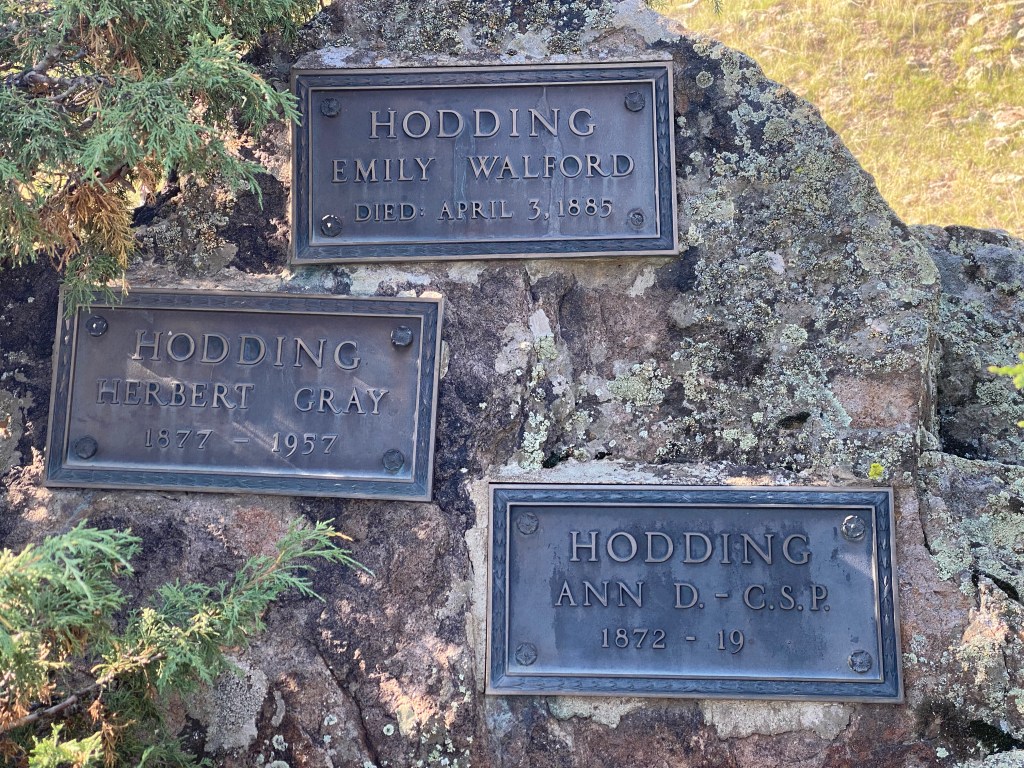 HODDING
EMILY WALFORD
DIED: APRIL 3, 1885
HODDING
HERBERT GRAY
1877 - 1957
HODDING
ANN D. - C.S.P.
1872 - 19